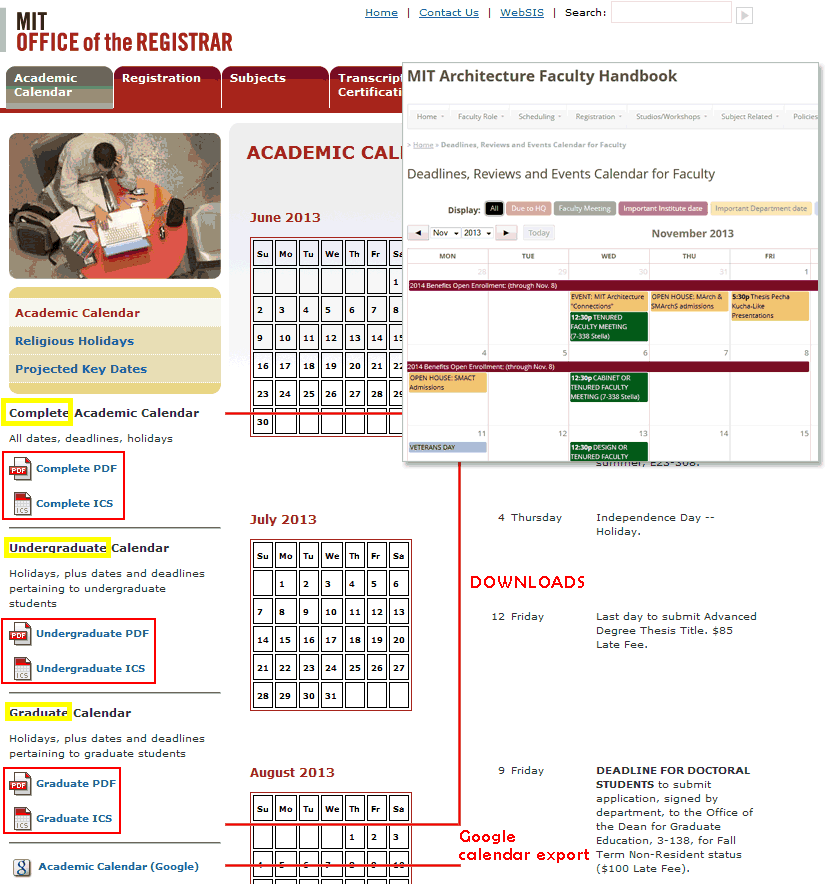 Home | Contact Us | WebSIS | Search:
MIT
OFFICE of the REGISTRAR
Academic
Calendar
Registration
Subjects
Transcript
Certificati
ACADEMIC CAL
June 2013
Su Mo Tu We Th Fr Sa
1
2 3 4 5 6 7 8
9 10 11 12 13 14 15
16 17 18 19 20 21 22
23 24 25 26 27 28 29
30
MIT Architecture Faculty Handbook
Home Faculty Role Scheduling Registration Studios/Workshops Subject Related Policies
> Home » Deadlines, Reviews and Events Calendar for Faculty
Deadlines, Reviews and Events Calendar for Faculty
Display: All Due to HQ Faculty Meeting Important Institute date Important Department date
◄ Nov 2013 ► Today November 2013
MON TUE WED THU FRI
28 29 30 31 1
2014 Benefits Open Enrollment: (through Nov. 8)
EVENT: MIT Architecture
"Connections"
12:30p TENURED
FACULTY MEETING
(7-338 Stella)
OPEN HOUSE: MArch &
SMArchS admissions
5:30p Thesis Pecha
Kucha-Like
Presentations
4 5 6 7 8
2014 Benefits Open Enrollment: (through Nov. 8)
OPEN HOUSE: SMACT
Admissions
12:30p CABINET OR
TENURED FACULTY
MEETING (7-338 Stella)
11 12 13 14 15
VETERANS DAY
12:30p DESIGN OR
TENURED FACULTY
Academic Calendar
Religious Holidays
Projected Key Dates
Complete Academic Calendar
All dates, deadlines, holidays
PDF Complete PDF
ICS Complete ICS
Undergraduate Calendar
Holidays, plus dates and deadlines
pertaining to undergraduate
students
PDF Undergraduate PDF
ICS Undergraduate ICS
Graduate Calendar
Holidays, plus dates and deadlines
pertaining to graduate students
PDF Graduate PDF
ICS Graduate ICS
g Academic Calendar (Google)
July 2013
Su Mo Tu We Th Fr Sa
1 2 3 4 5 6
7 8 9 10 11 12 13
14 15 16 17 18 19 20
21 22 23 24 25 26 27
28 29 30 31
August 2013
Su Mo Tu We Th Fr Sa
1 2 3
4 5 6 7 8 9 10
summer, E23-308.
4 Thursday Independence Day --
Holiday.
DOWNLOADS
12 Friday Last day to submit Advanced
Degree Thesis Title. $85
Late Fee.
9 Friday DEADLINE FOR DOCTORAL
STUDENTS to submit
application, signed by
department, to the Office of
the Dean for Graduate
Education, 3-138, for Fall
Term Non-Resident status
($100 Late Fee).
Google
calendar export